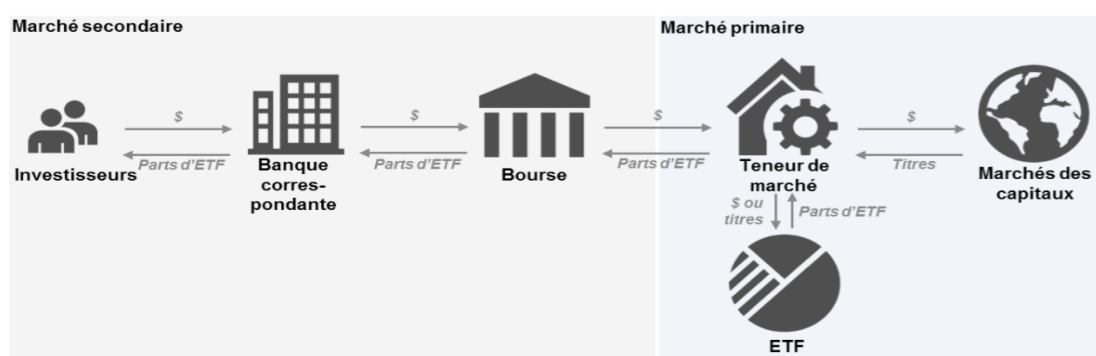 Marché secondaire
Marché primaire
$
$
$
$
Parts d'ETF
Parts d'ETF
Parts d'ETF
Titres
Investisseurs
Banque
corres-
pondante
Bourse
Teneur de
marché
Marchés des
capitaux
$ ou
titres
Parts d'ETF
ETF